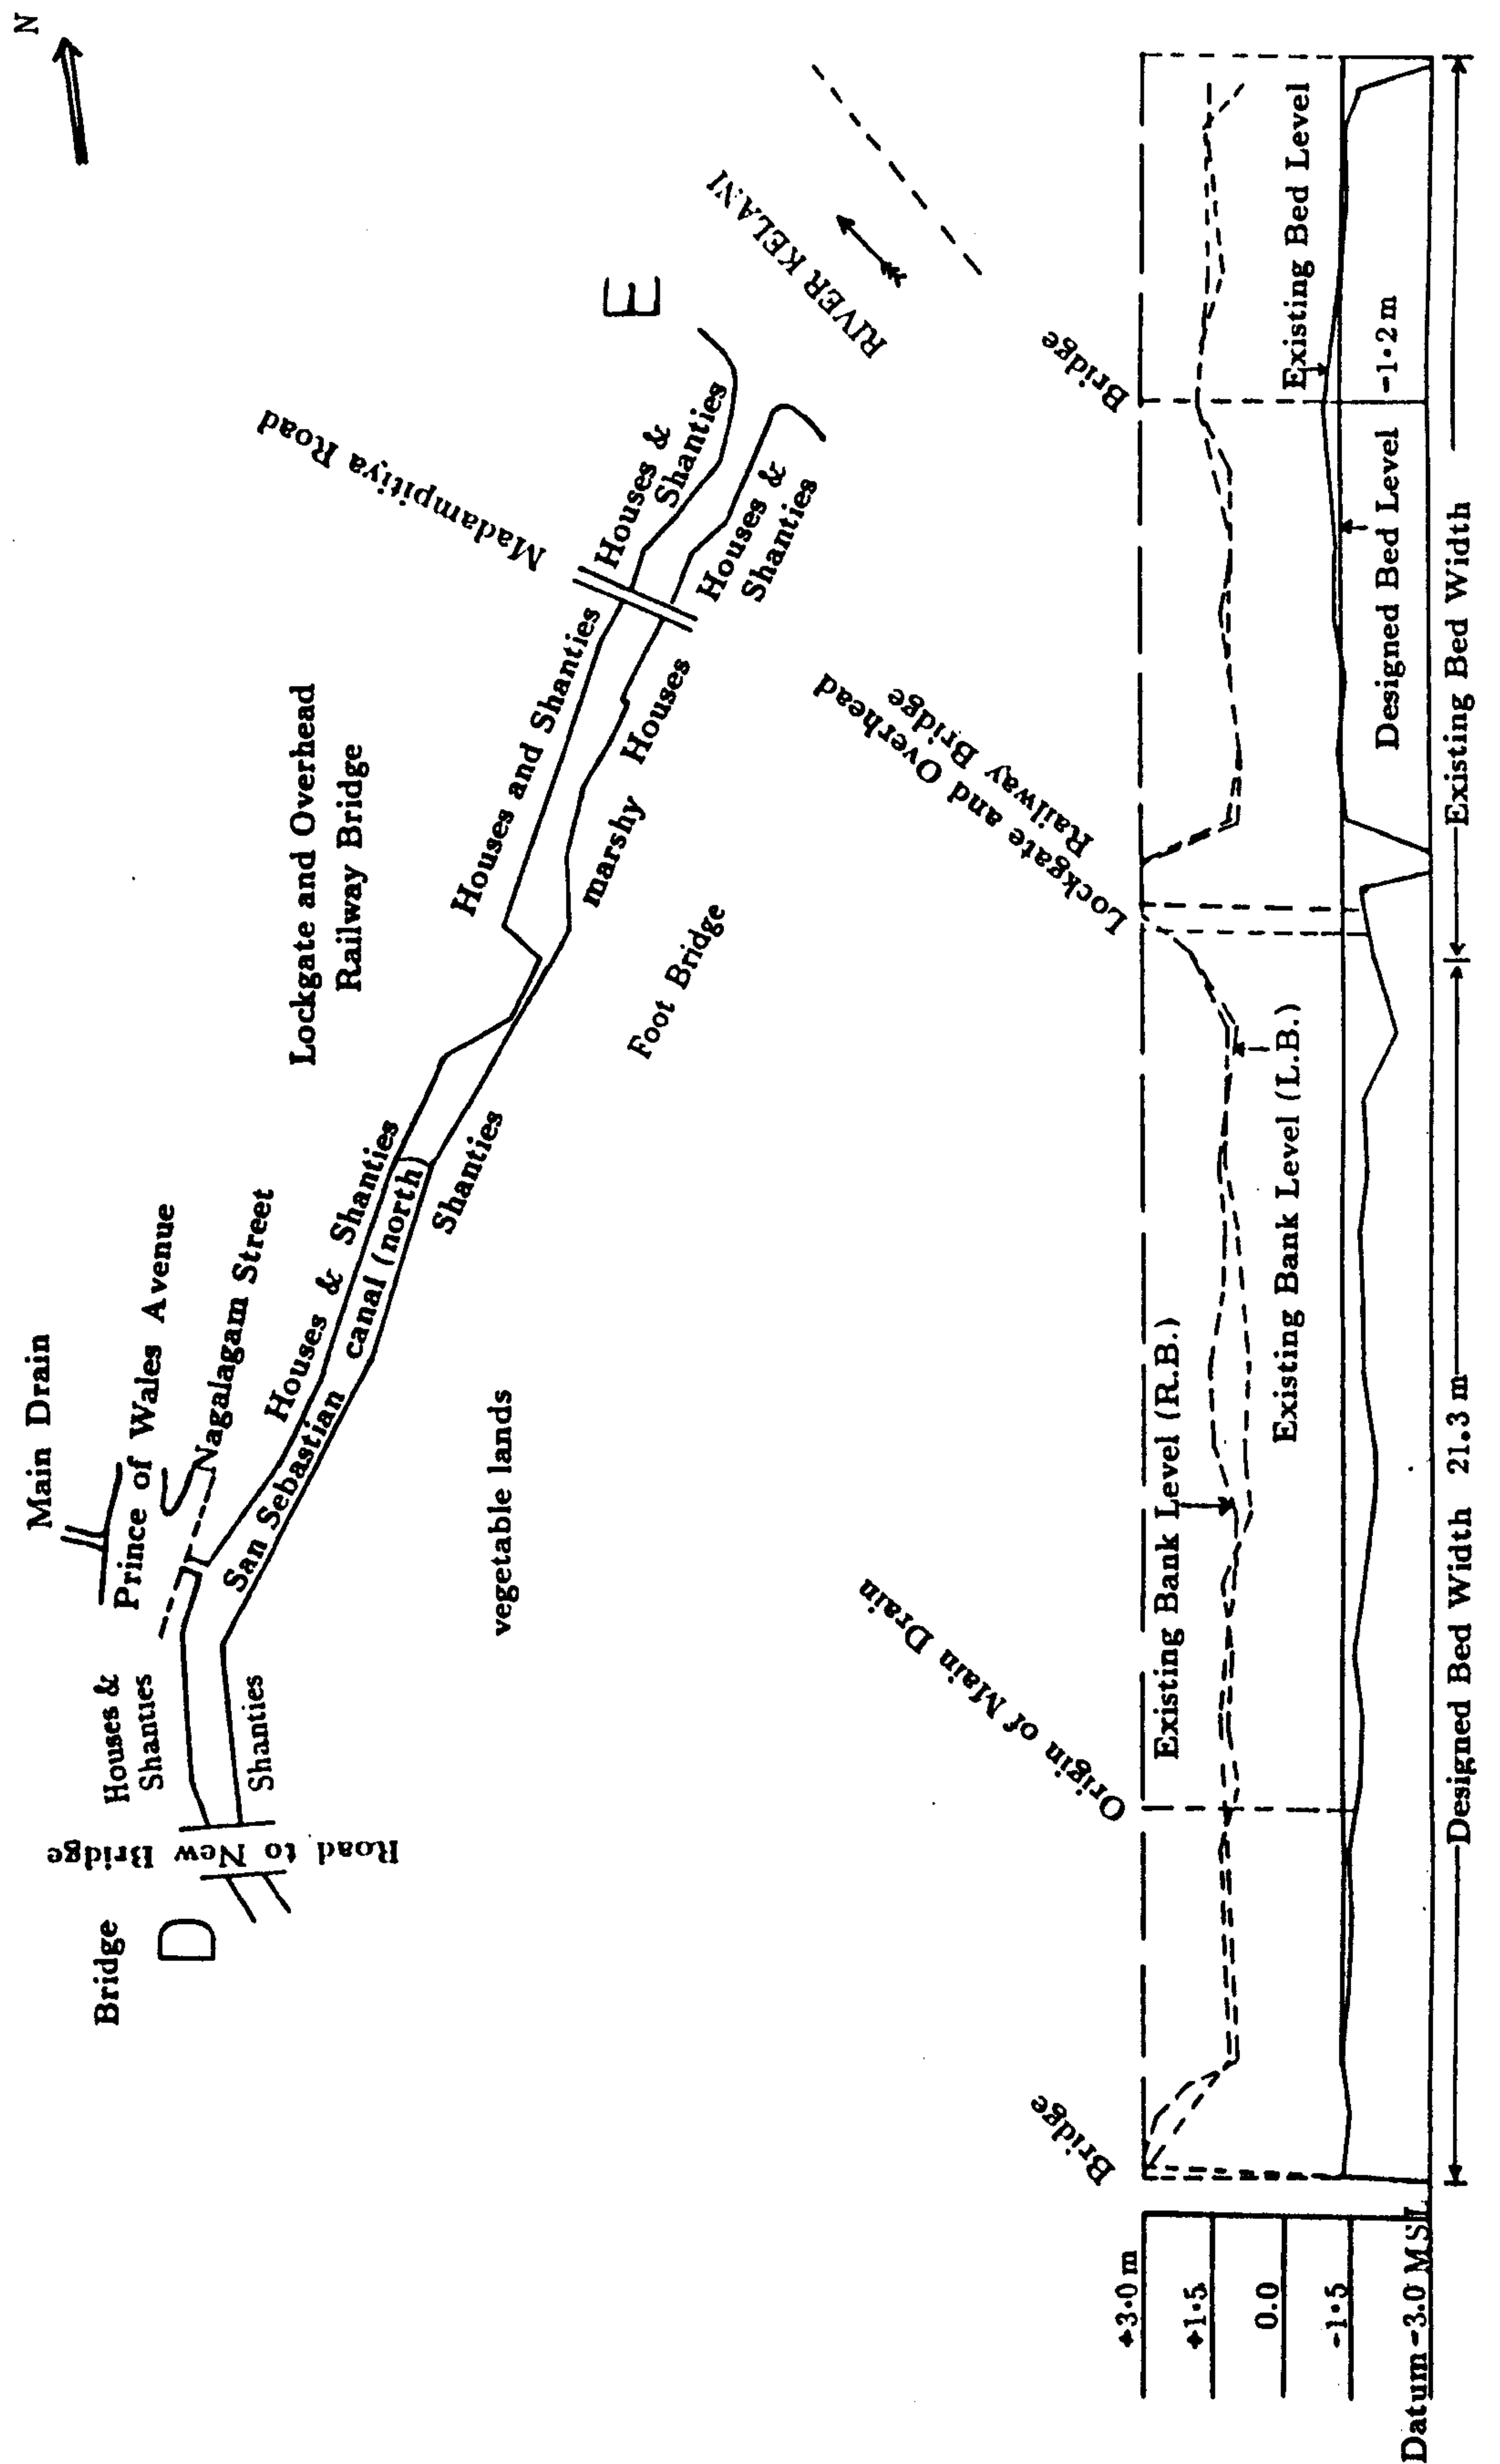 N
Main Drain
Prince of Wales Avenue
Nagalagam Street
Lockgate and Overhead
Railway Bridge
Madampitiya Road
E
RIVER KELANI
Bridge
D
Road to New Bridge
Houses &
Shanties
Shanties
San Sebastian canal (north)
Houses & Shanties
Shanties
vegetable lands
Foot Bridge
Houses and Shanties
marshy Houses
Houses &
Shanties
Houses &
Shanties
Bridge
Origin of Main Drain
Lockgate and Overhead
Railway Bridge
Bridge
+3.0 m
+1.5
0.0
-1.5
Datum -3.0 MSL
Existing Bank Level (R.B.)
Existing Bank Level (L.B.)
Existing Bed Level
Designed Bed Level -1.2 m
Designed Bed Width 21.3 m
Existing Bed Width